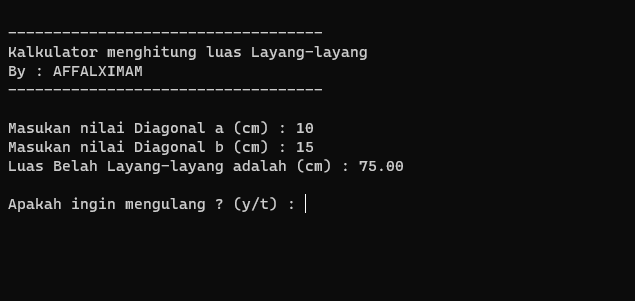 -----------------------------------
Kalkulator menghitung luas Layang-layang
By : AFFALXIMAM
-----------------------------------
Masukan nilai Diagonal a (cm) : 10
Masukan nilai Diagonal b (cm) : 15
Luas Belah Layang-layang adalah (cm) : 75.00
Apakah ingin mengulang ? (y/t) :